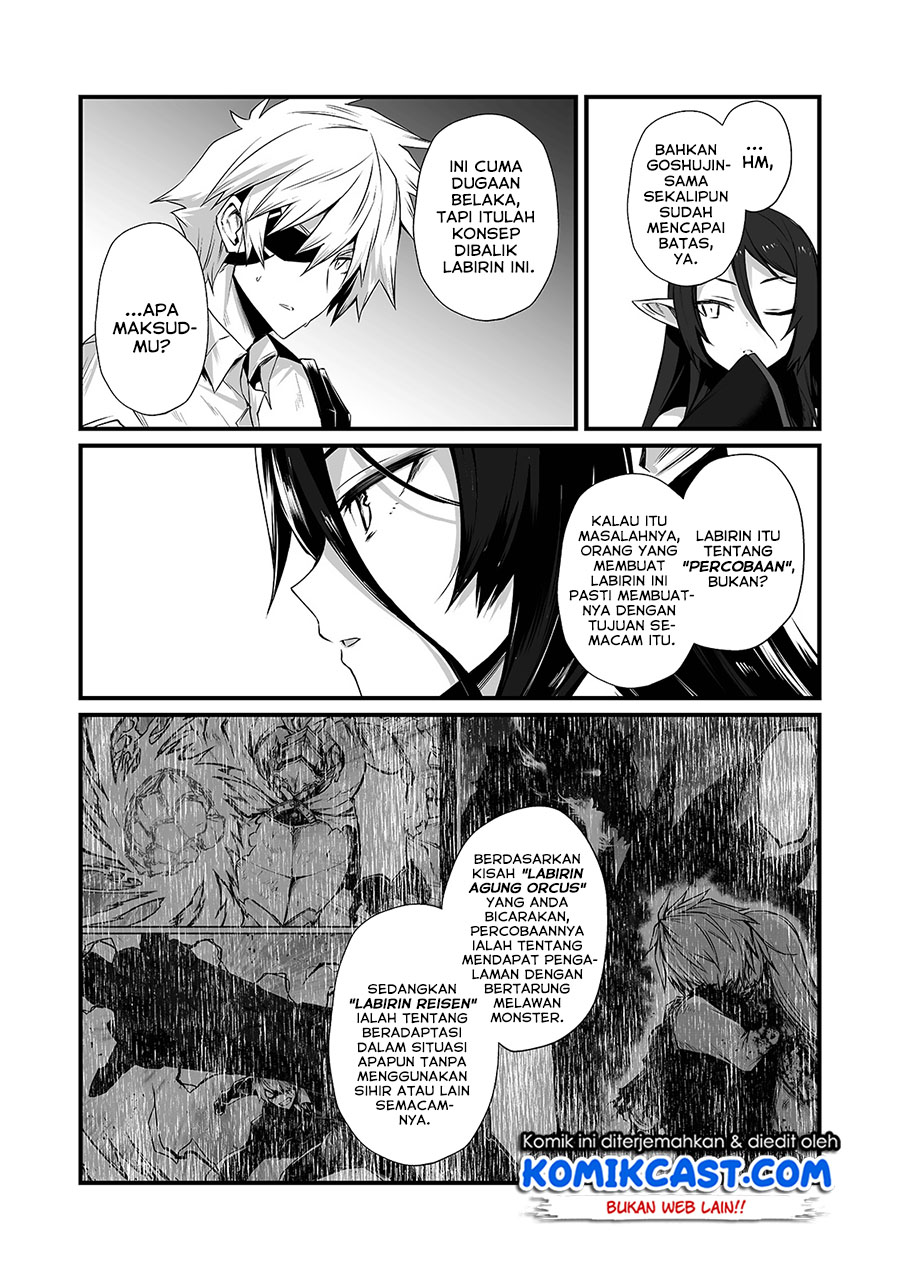 ...
HM,
BAHKAN
GOSHUJIN-
SAMA
SEKALIPUN
SUDAH
MENCAPAI
BATAS,
YA.
INI CUMA
DUGAAN
BELAKA,
TAPI ITULAH
KONSEP
DIBALIK
LABIRIN INI.
...APA
MAKSUD-
MU?
LABIRIN ITU
TENTANG
"PERCOBAAN",
BUKAN?
KALAU ITU
MASALAHNYA,
ORANG YANG
MEMBUAT
LABIRIN INI
PASTI MEMBUAT-
NYA DENGAN
TUJUAN SE-
MACAM ITU.
BERDASARKAN
KISAH "LABIRIN
AGUNG ORCUS"
YANG ANDA
BICARAKAN,
PERCOBAANNYA
IALAH TENTANG
MENDAPAT PENGA-
LAMAN DENGAN
BERTARUNG
MELAWAN
MONSTER.
SEDANGKAN
"LABIRIN REISEN"
IALAH TENTANG
BERADAPTASI
DALAM SITUASI
APAPUN TANPA
MENGGUNAKAN
SIHIR ATAU LAIN
SEMACAM-
NYA.
Komik ini diterjemahkan & diedit oleh
KOMIKCAST.COM
BUKAN WEB LAIN!!